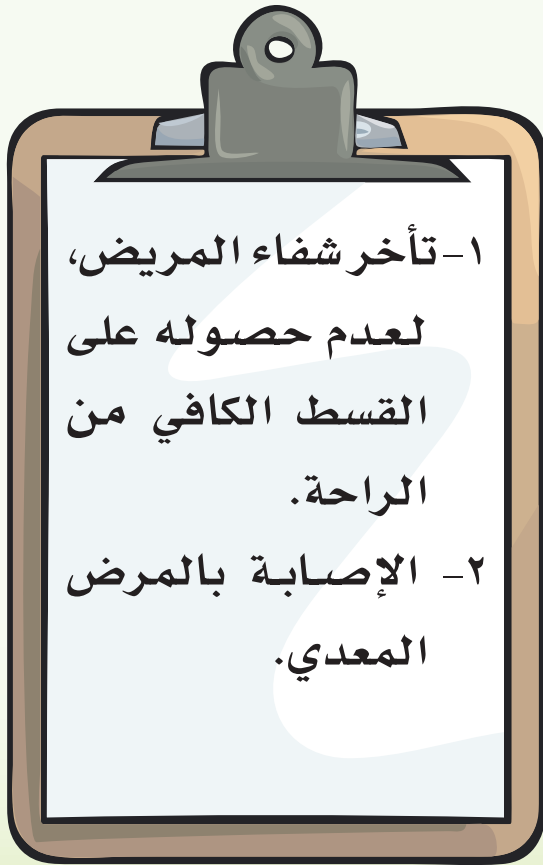 ١- تأخر شفاء المريض،
لعدم حصوله على
القسط الكافي من
الراحة.
٢- الإصابة بالمرض
المعدي.